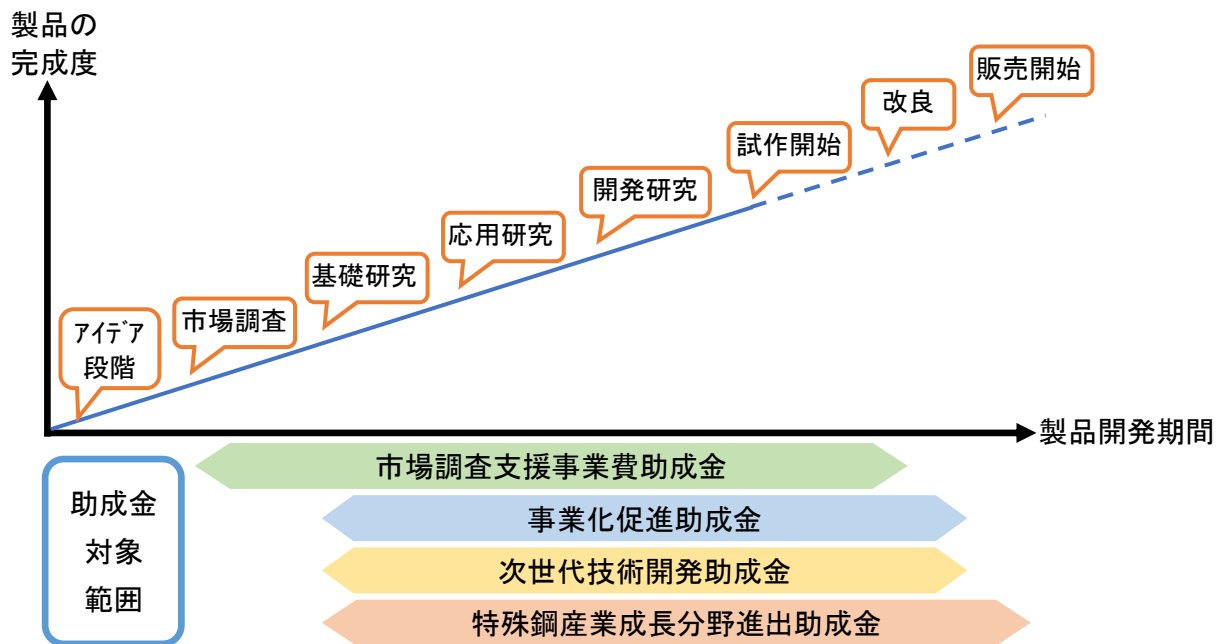 製品の
完成度
販売開始
改良
試作開始
開発研究
応用研究
基礎研究
市場調査
アイデア
段階
製品開発期間
助成金
対象
範囲
市場調査支援事業費助成金
事業化促進助成金
次世代技術開発助成金
特殊鋼産業成長分野進出助成金